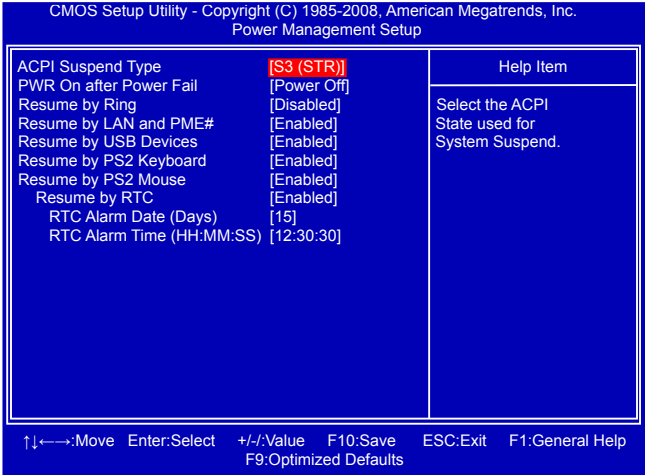 CMOS Setup Utility - Copyright (C) 1985-2008, American Megatrends, Inc.
Power Management Setup
ACPI Suspend Type [S3 (STR)]
PWR On after Power Fail [Power Off]
Resume by Ring [Disabled]
Resume by LAN and PME# [Enabled]
Resume by USB Devices [Enabled]
Resume by PS2 Keyboard [Enabled]
Resume by PS2 Mouse [Enabled]
Resume by RTC [Enabled]
RTC Alarm Date (Days) [15]
RTC Alarm Time (HH:MM:SS) [12:30:30]
Help Item
Select the ACPI
State used for
System Suspend.
↑↓←→:Move Enter:Select +/-/:Value F10:Save ESC:Exit F1:General Help
F9:Optimized Defaults